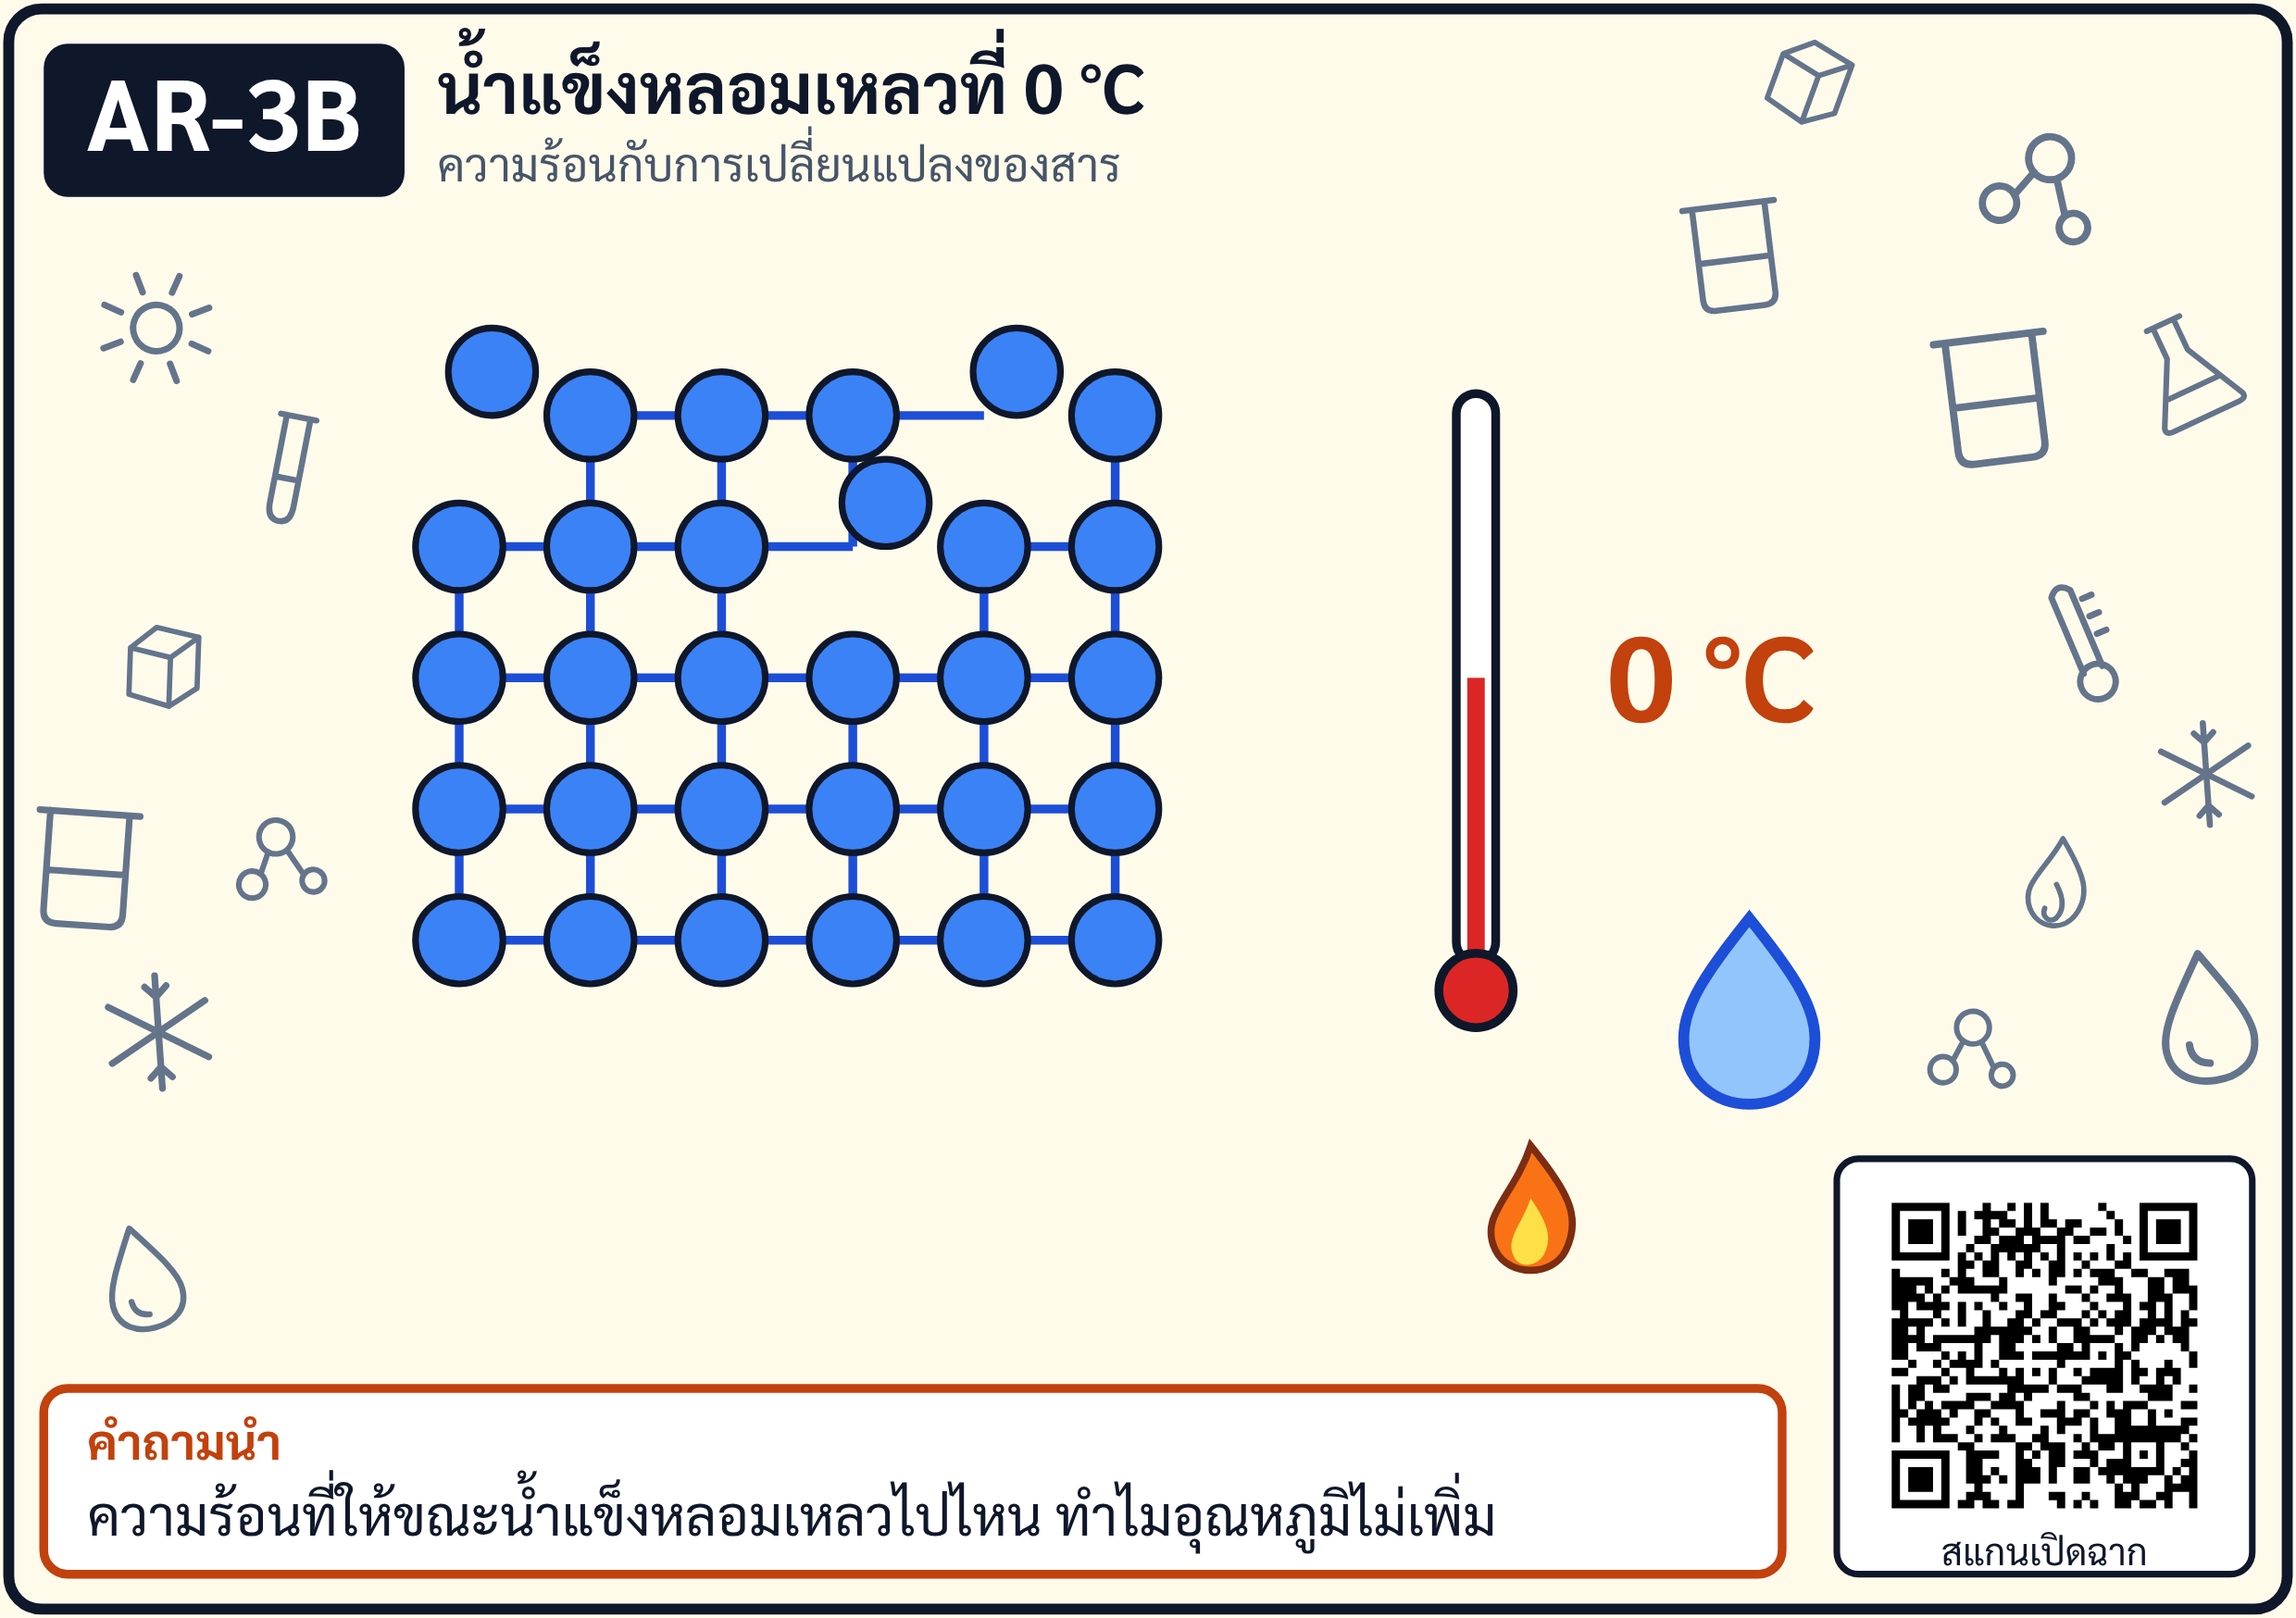 AR-3B
น้ำแข็งหลอมเหลวที่ 0 °C
ความร้อนกับการเปลี่ยนแปลงของสาร
0 °C
คำถามนำ
ความร้อนที่ให้ขณะน้ำแข็งหลอมเหลวไปไหน ทำไมอุณหภูมิไม่เพิ่ม
สแกนเปิดฉาก